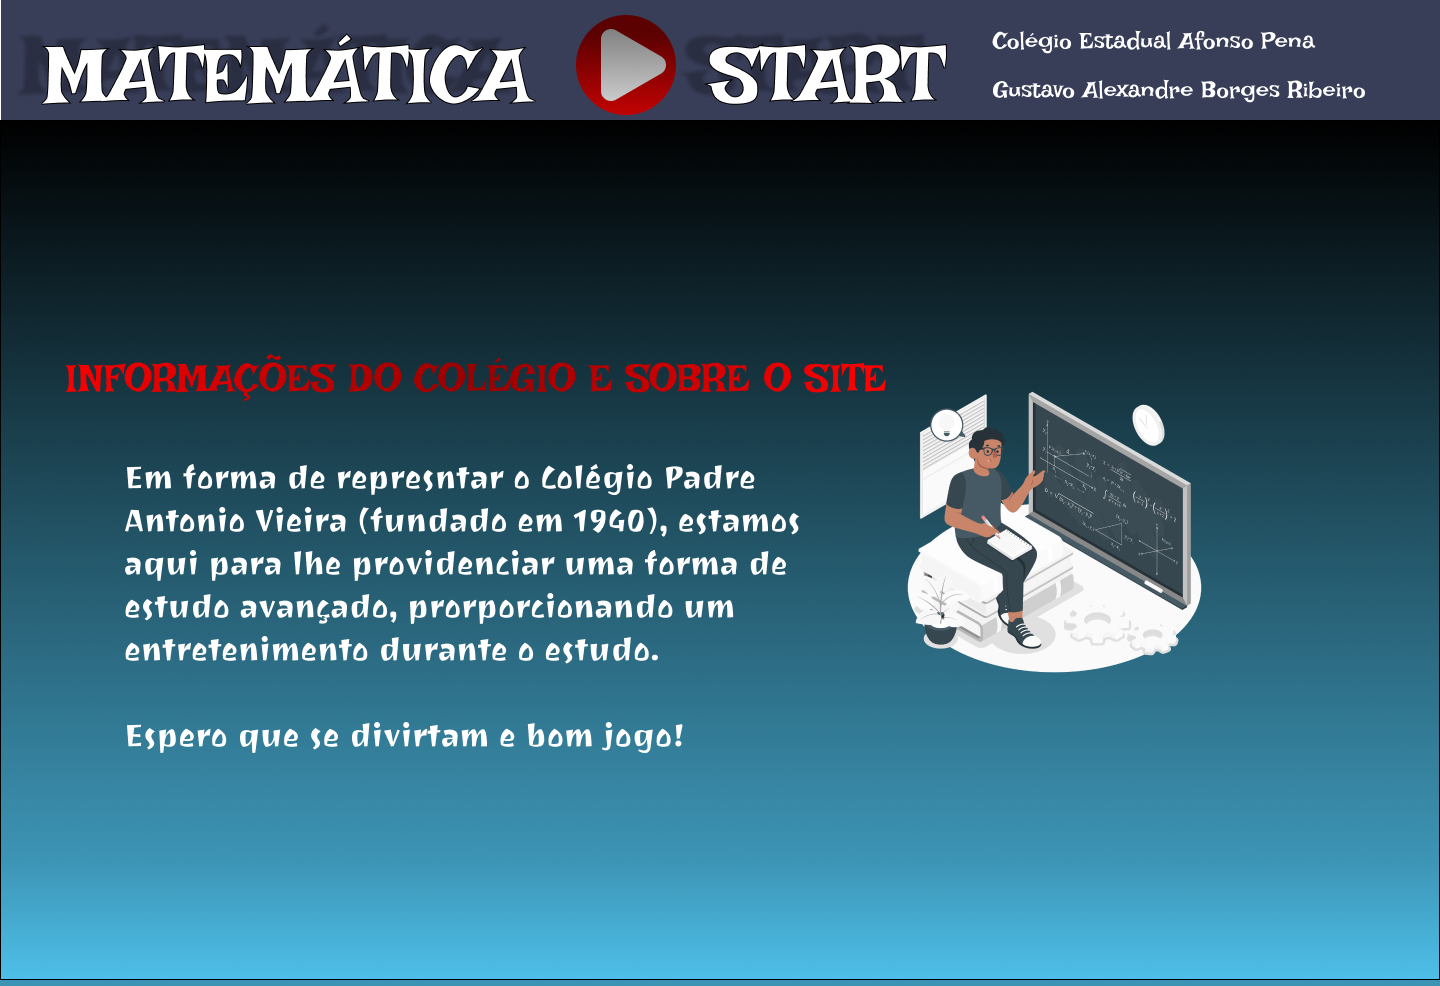 MATEMÁTICA START
Colégio Estadual Afonso Pena
Gustavo Alexandre Borges Ribeiro
INFORMAÇÕES DO COLÉGIO E SOBRE O SITE
Em forma de represntar o Colégio Padre
Antonio Vieira (fundado em 1940), estamos
aqui para lhe providenciar uma forma de
estudo avançado, prorporcionando um
entretenimento durante o estudo.
Espero que se divirtam e bom jogo!